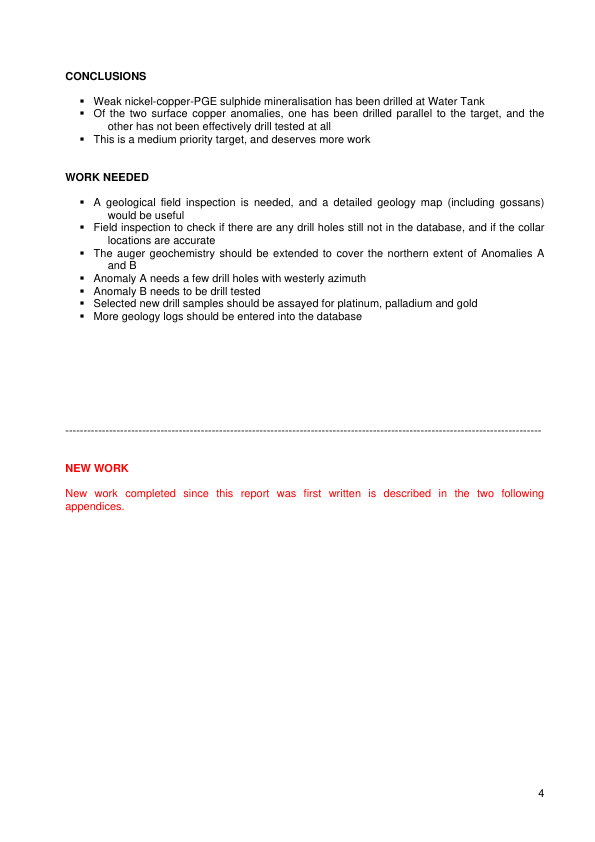 CONCLUSIONS
▪ Weak nickel-copper-PGE sulphide mineralisation has been drilled at Water Tank
▪ Of the two surface copper anomalies, one has been drilled parallel to the target, and the
other has not been effectively drill tested at all
▪ This is a medium priority target, and deserves more work
WORK NEEDED
▪ A geological field inspection is needed, and a detailed geology map (including gossans)
would be useful
▪ Field inspection to check if there are any drill holes still not in the database, and if the collar
locations are accurate
▪ The auger geochemistry should be extended to cover the northern extent of Anomalies A
and B
▪ Anomaly A needs a few drill holes with westerly azimuth
▪ Anomaly B needs to be drill tested
▪ Selected new drill samples should be assayed for platinum, palladium and gold
▪ More geology logs should be entered into the database
-----------------------------------------------------------------------------------------------------------------------------------
NEW WORK
New work completed since this report was first written is described in the two following
appendices.
4